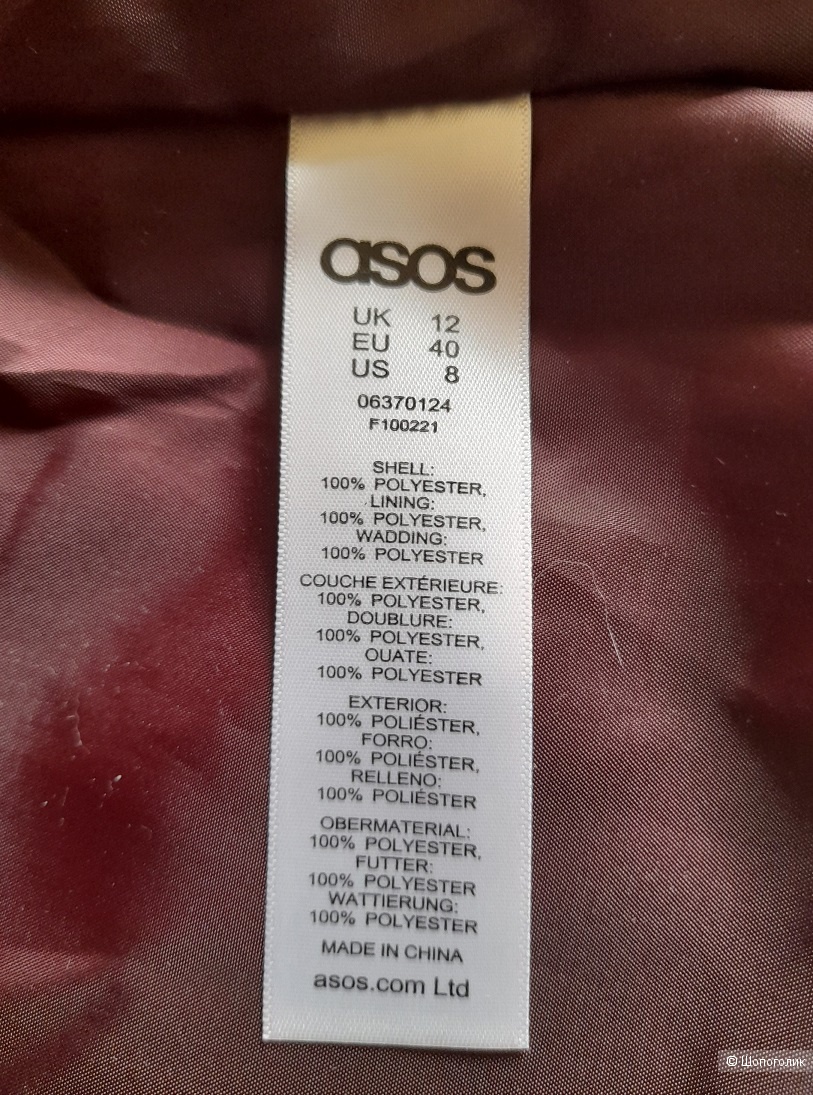 asos
UK 12
EU 40
US 8
06370124
F100221
SHELL:
100% POLYESTER,
LINING:
100% POLYESTER,
WADDING:
100% POLYESTER
COUCHE EXTÉRIEURE:
100% POLYESTER,
DOUBLURE:
100% POLYESTER,
OUATE:
100% POLYESTER
EXTERIOR:
100% POLIÉSTER,
FORRO:
100% POLIÉSTER,
RELLENO:
100% POLIÉSTER
OBERMATERIAL:
100% POLYESTER,
FUTTER:
100% POLYESTER
WATTIERUNG:
100% POLYESTER
MADE IN CHINA
asos.com Ltd
© Шопоголик